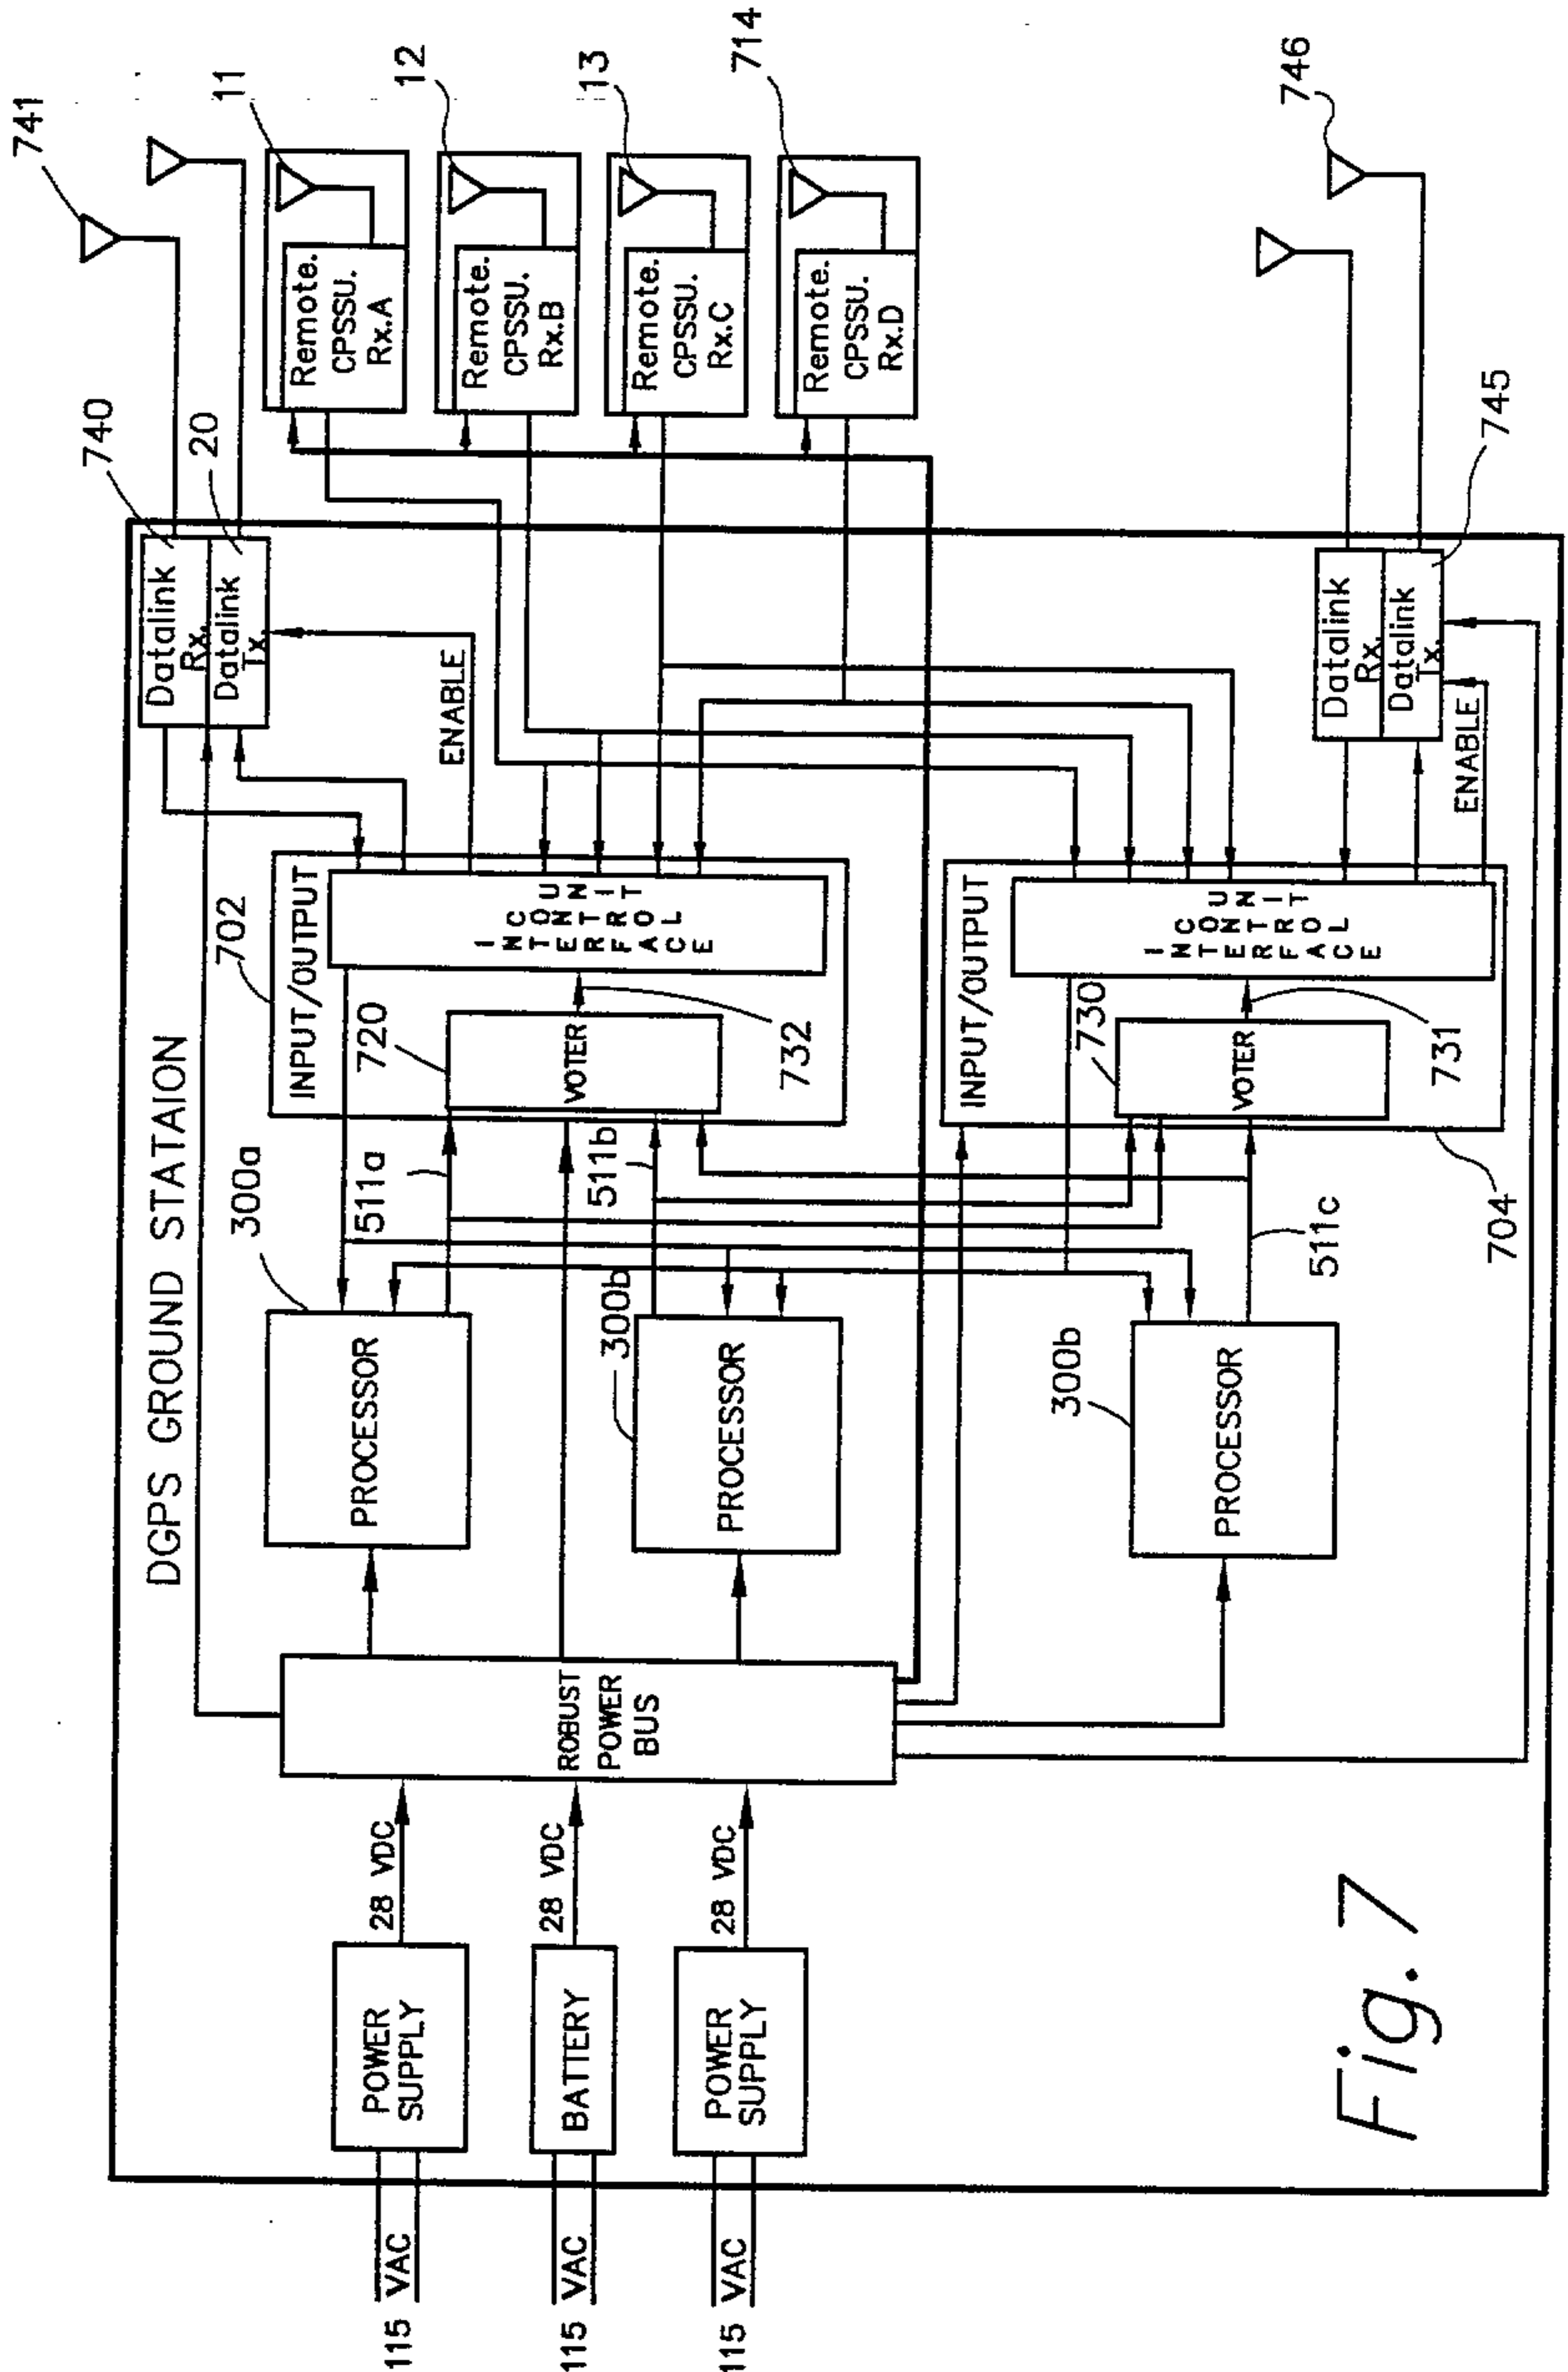 DGPS GROUND STATAION
741
740
20
11
12
13
714
746
745
Datalink
Rx.
Datalink
Tx.
ENABLE
Remote.
CPSSU.
Rx.A
Remote.
CPSSU.
Rx.B
Remote.
CPSSU.
Rx.C
Remote.
CPSSU.
Rx.D
702
INPUT/OUTPUT
INTERFACE
CONTROL
UNIT
720
VOTER
732
300a
PROCESSOR
511a
300b
PROCESSOR
511b
300b
PROCESSOR
511c
INPUT/OUTPUT
INTERFACE
CONTROL
UNIT
730
VOTER
731
704
Datalink
Rx.
Datalink
Tx.
ENABLE
ROBUST
POWER
BUS
28 VDC
28 VDC
28 VDC
POWER
SUPPLY
BATTERY
POWER
SUPPLY
115 VAC
115 VAC
115 VAC
Fig. 7